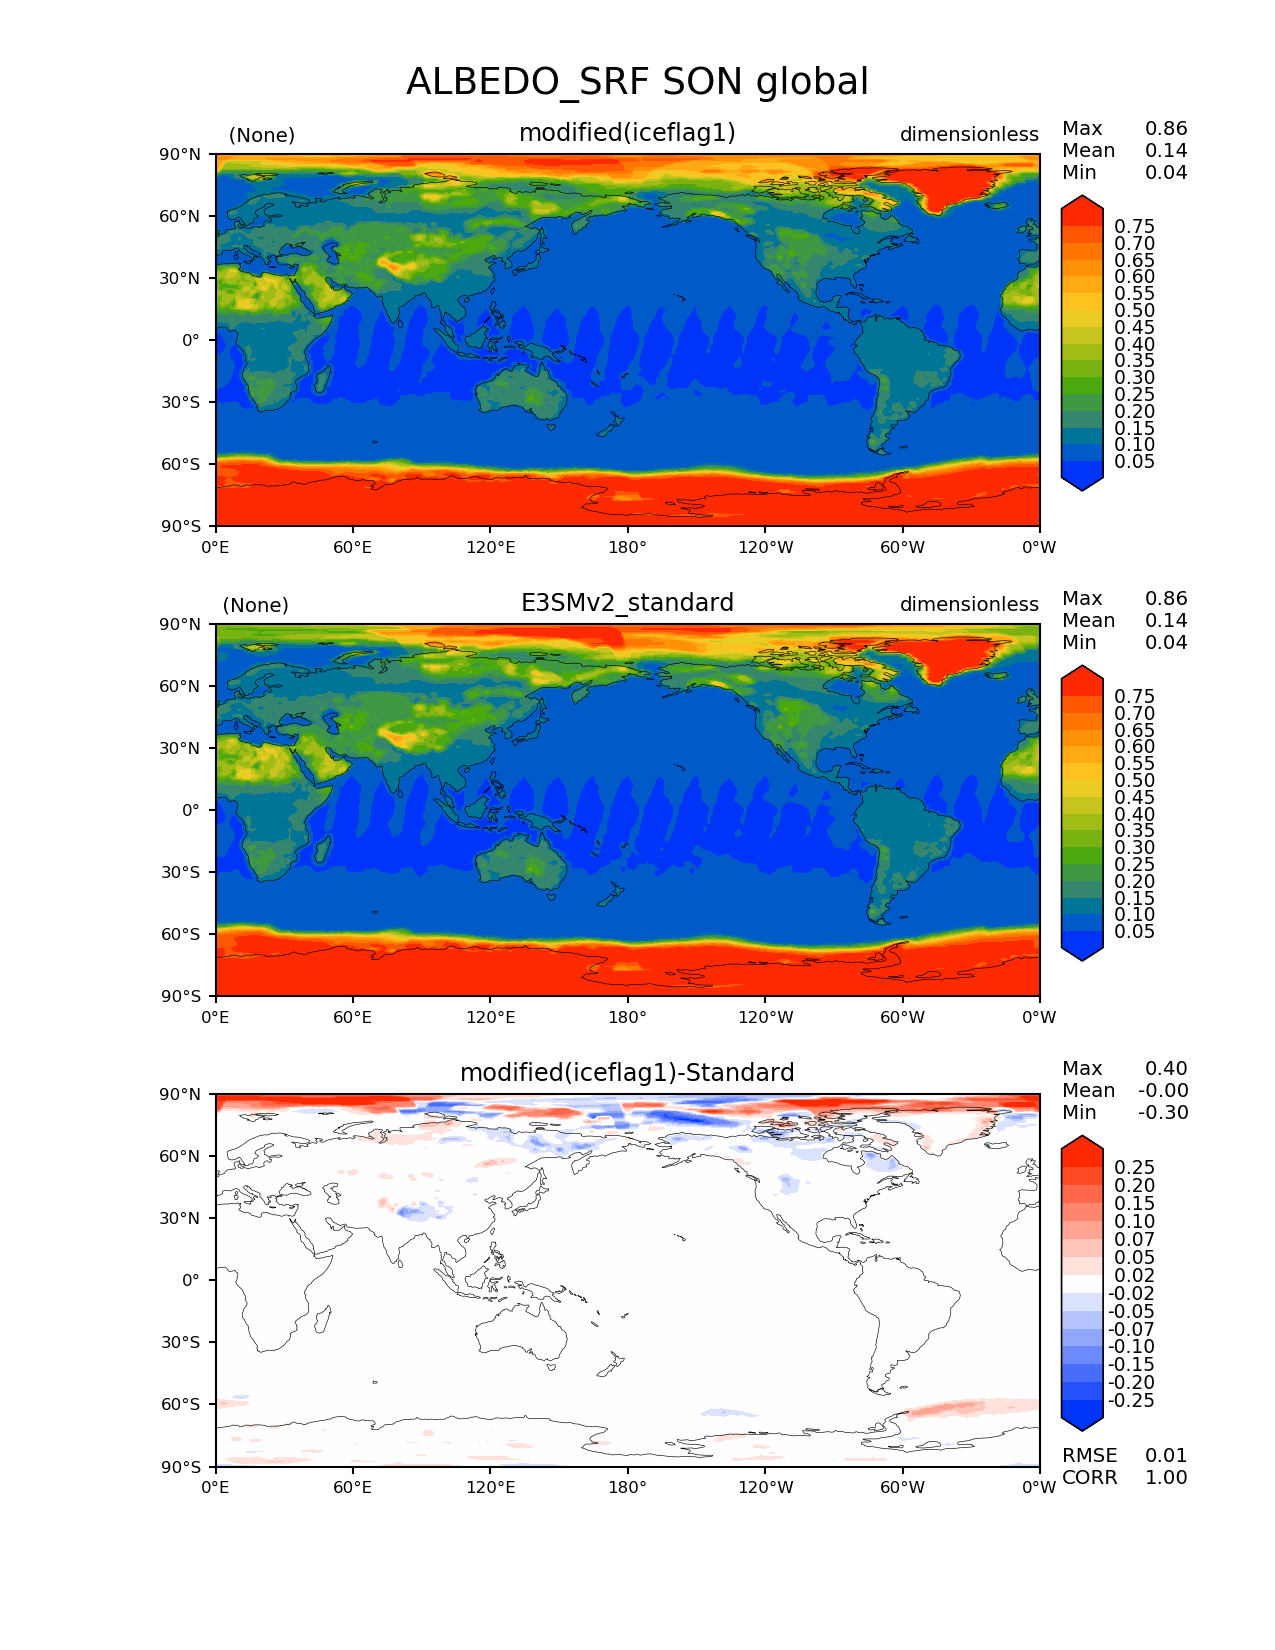 ALBEDO_SRF SON global
(None) modified(iceflag1) dimensionless
Max 0.86
Mean 0.14
Min 0.04
90°N
60°N
30°N
0°
30°S
60°S
90°S
0°E 60°E 120°E 180° 120°W 60°W 0°W
0.75
0.70
0.65
0.60
0.55
0.50
0.45
0.40
0.35
0.30
0.25
0.20
0.15
0.10
0.05
(None) E3SMv2_standard dimensionless
Max 0.86
Mean 0.14
Min 0.04
90°N
60°N
30°N
0°
30°S
60°S
90°S
0°E 60°E 120°E 180° 120°W 60°W 0°W
0.75
0.70
0.65
0.60
0.55
0.50
0.45
0.40
0.35
0.30
0.25
0.20
0.15
0.10
0.05
modified(iceflag1)-Standard
Max 0.40
Mean -0.00
Min -0.30
90°N
60°N
30°N
0°
30°S
60°S
90°S
0°E 60°E 120°E 180° 120°W 60°W 0°W
0.25
0.20
0.15
0.10
0.07
0.05
0.02
-0.02
-0.05
-0.07
-0.10
-0.15
-0.20
-0.25
RMSE 0.01
CORR 1.00